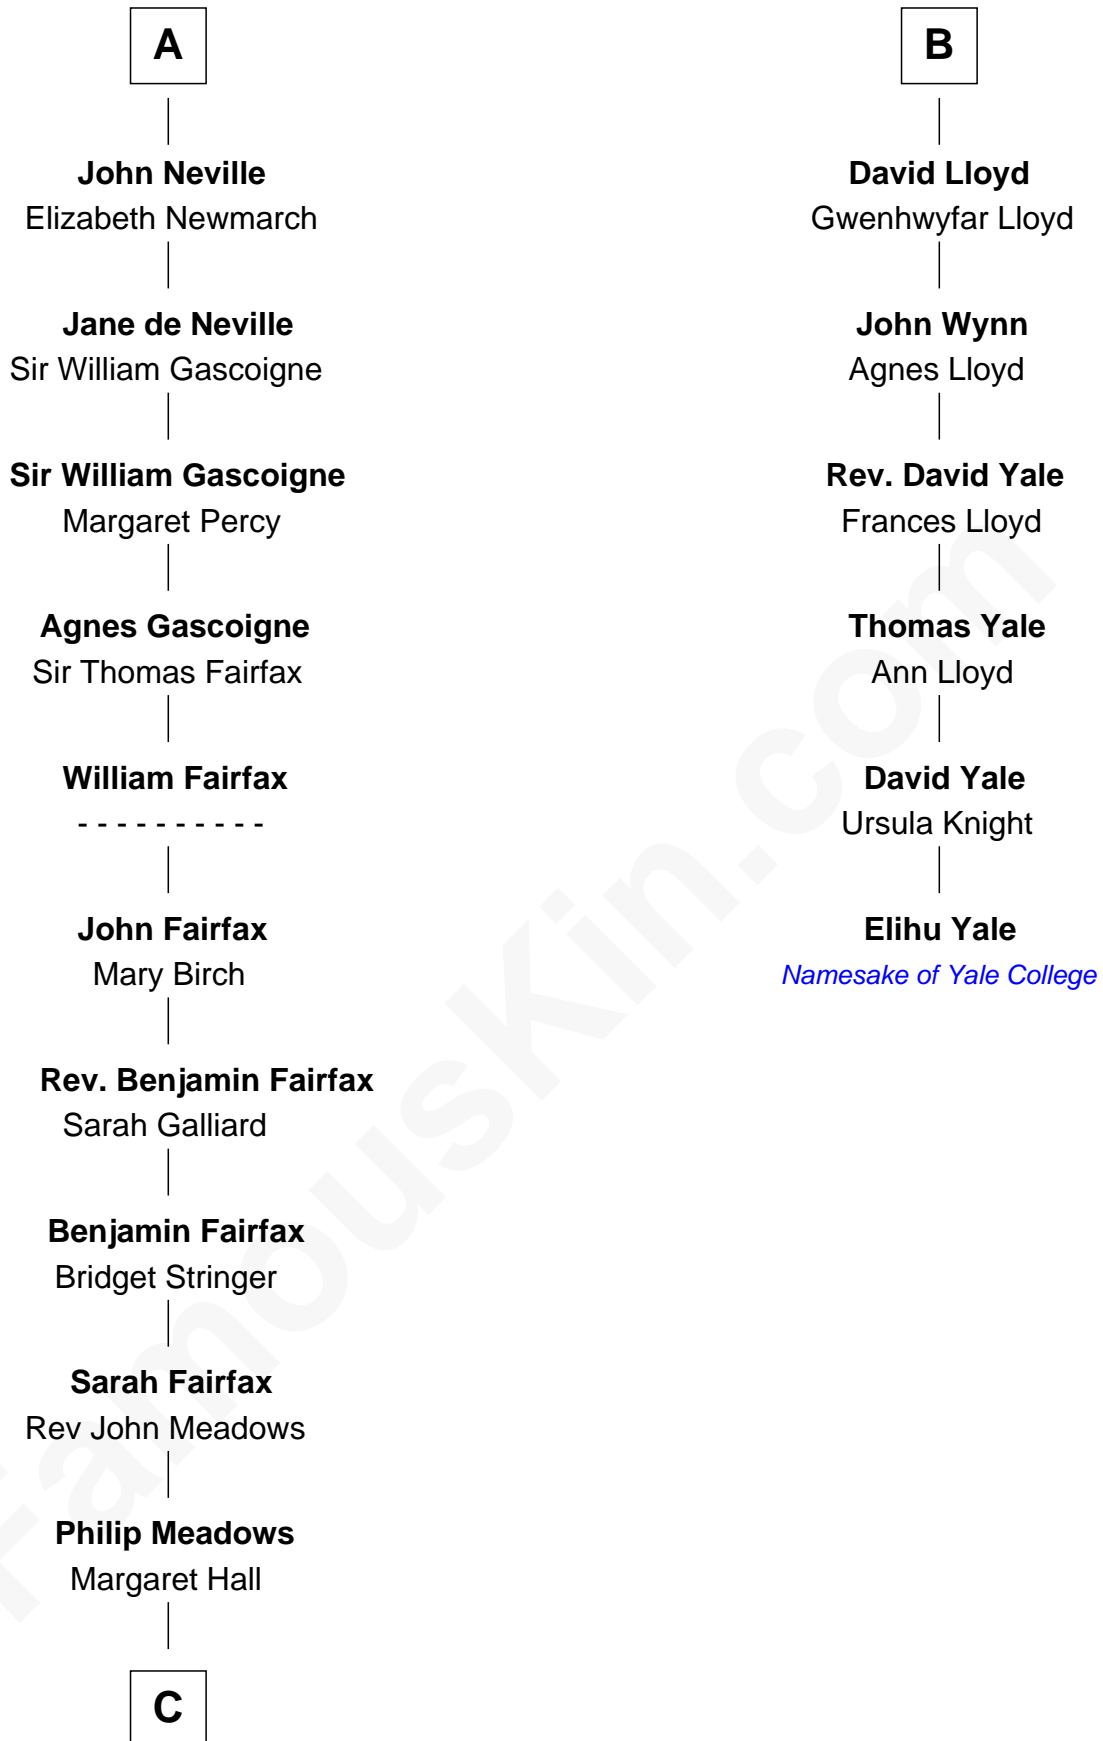 A
John Neville
Elizabeth Newmarch
Jane de Neville
Sir William Gascoigne
Sir William Gascoigne
Margaret Percy
Agnes Gascoigne
Sir Thomas Fairfax
William Fairfax
- - - - - - - - - -
John Fairfax
Mary Birch
Rev. Benjamin Fairfax
Sarah Galliard
Benjamin Fairfax
Bridget Stringer
Sarah Fairfax
Rev John Meadows
Philip Meadows
Margaret Hall
C
B
David Lloyd
Gwenhwyfar Lloyd
John Wynn
Agnes Lloyd
Rev. David Yale
Frances Lloyd
Thomas Yale
Ann Lloyd
David Yale
Ursula Knight
Elihu Yale
Namesake of Yale College
FamousKin.com